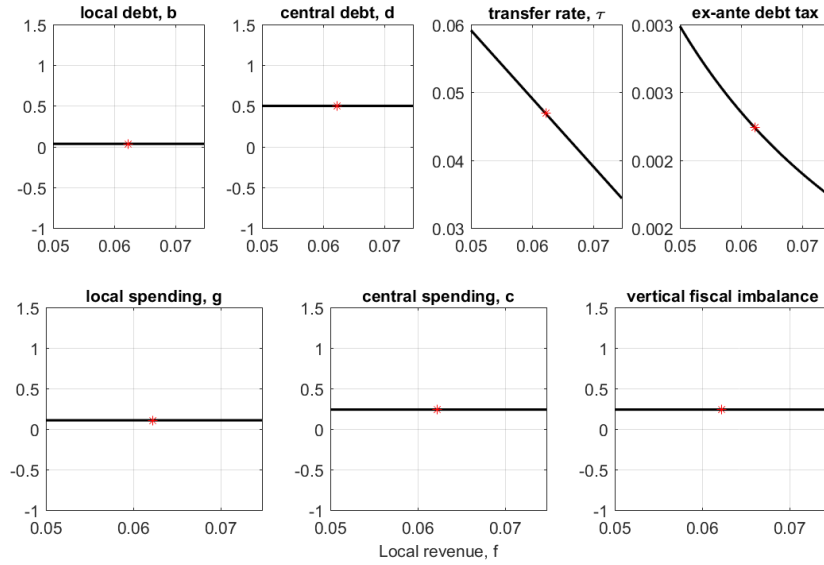 local debt, b
1.5
1
0.5
0
-0.5
-1
0.05 0.06 0.07
central debt, d
1.5
1
0.5
0
-0.5
-1
0.05 0.06 0.07
transfer rate, τ
0.06
0.05
0.04
0.03
0.05 0.06 0.07
ex-ante debt tax
0.003
0.003
0.002
0.002
0.05 0.06 0.07
local spending, g
1.5
1
0.5
0
-0.5
-1
0.05 0.06 0.07
central spending, c
1.5
1
0.5
0
-0.5
-1
0.05 0.06 0.07
Local revenue, f
vertical fiscal imbalance
1.5
1
0.5
0
-0.5
-1
0.05 0.06 0.07